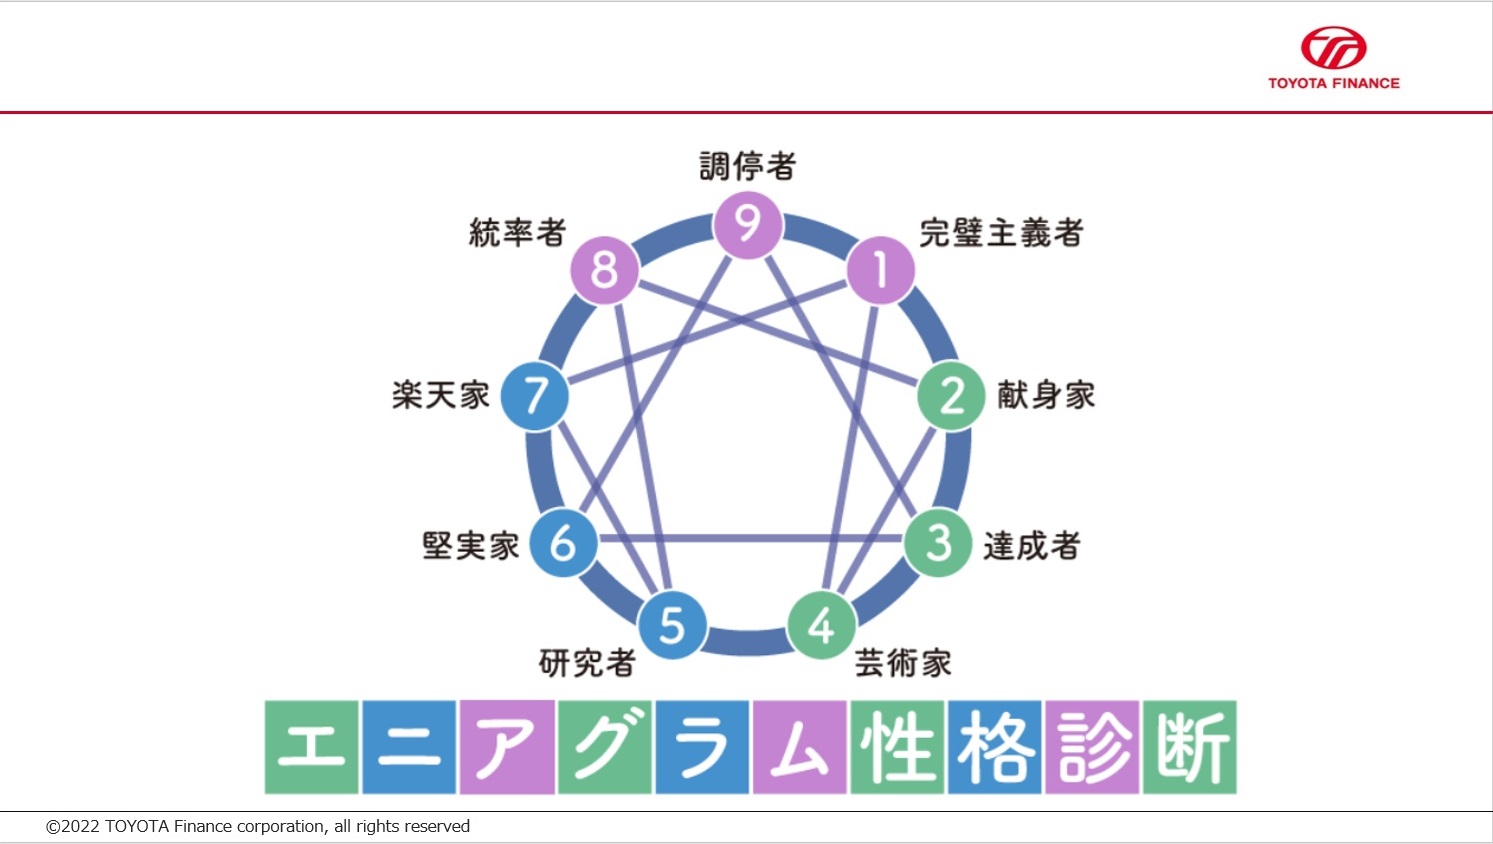 TOYOTA FINANCE
調停者
9
統率者
8
完璧主義者
1
楽天家
7
2
献身家
堅実家
6
3
達成者
5
4
研究者
芸術家
エニアグラム性格診断
©2022 TOYOTA Finance corporation, all rights reserved